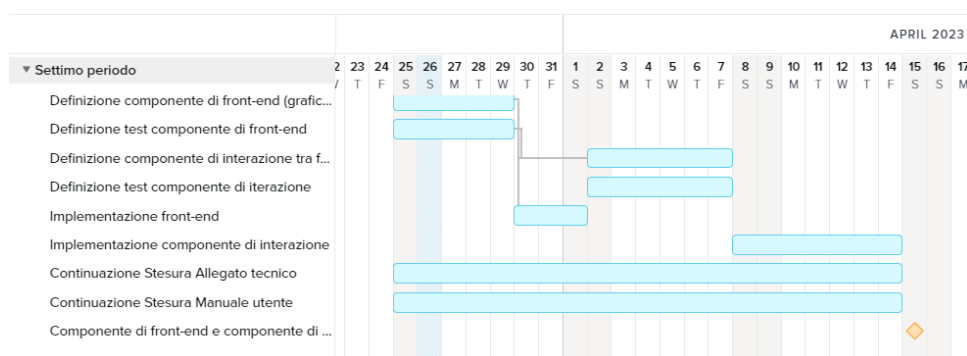 APRIL 2023
2 23 24 25 26 27 28 29 30 31 1 2 3 4 5 6 7 8 9 10 11 12 13 14 15 16 17
T F S S M T W T F S S M T W T F S S M T W T F S S M
Settimo periodo
Definizione componente di front-end (grafic...
Definizione test componente di front-end
Definizione componente di interazione tra f...
Definizione test componente di iterazione
Implementazione front-end
Implementazione componente di interazione
Continuazione Stesura Allegato tecnico
Continuazione Stesura Manuale utente
Componente di front-end e componente di ...